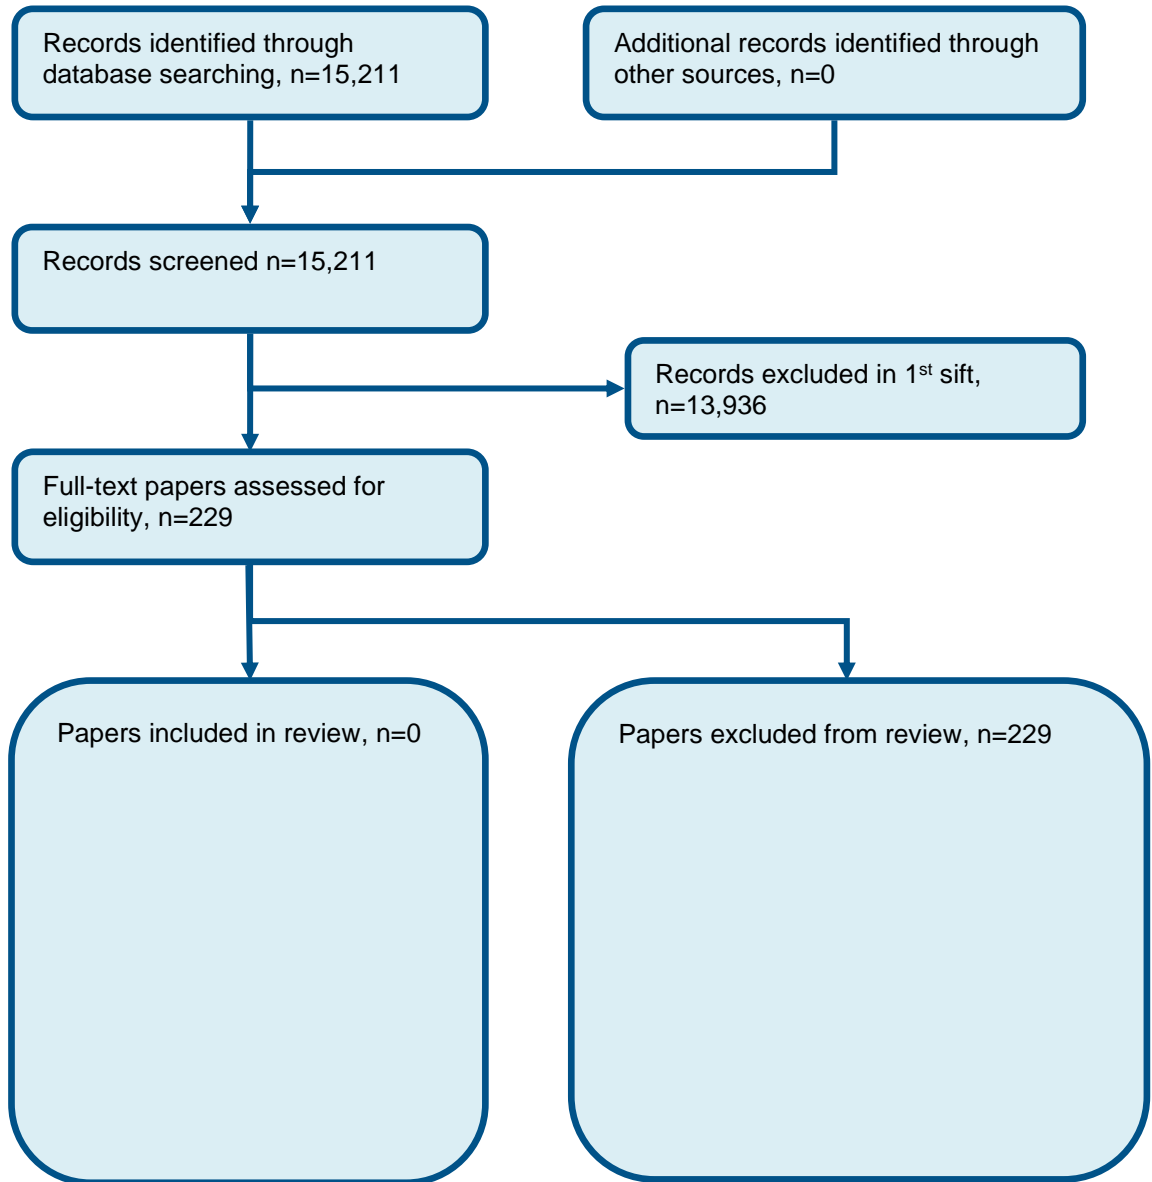 Records identified through
database searching, n=15,211
Additional records identified through
other sources, n=0
Records screened n=15,211
Records excluded in 1st sift,
n=13,936
Full-text papers assessed for
eligibility, n=229
Papers included in review, n=0
Papers excluded from review, n=229